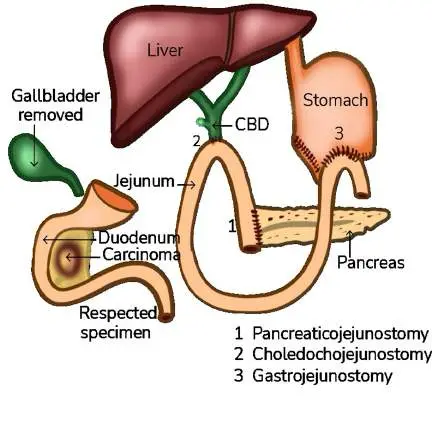 Liver
Gallbladder
removed
CBD
Stomach
2
3
Jejunum
1
Duodenum
Carcinoma
Pancreas
Respected
specimen
1 Pancreaticojejunostomy
2 Choledochojejunostomy
3 Gastrojejunostomy